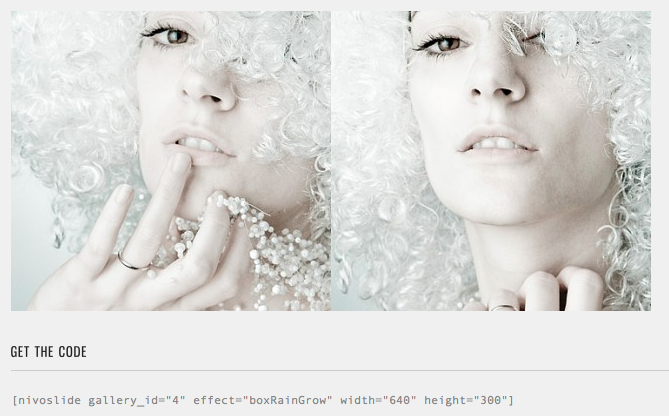 GET THE CODE
[nivoslide gallery_id="4" effect="boxRainGrow" width="640" height="300"]